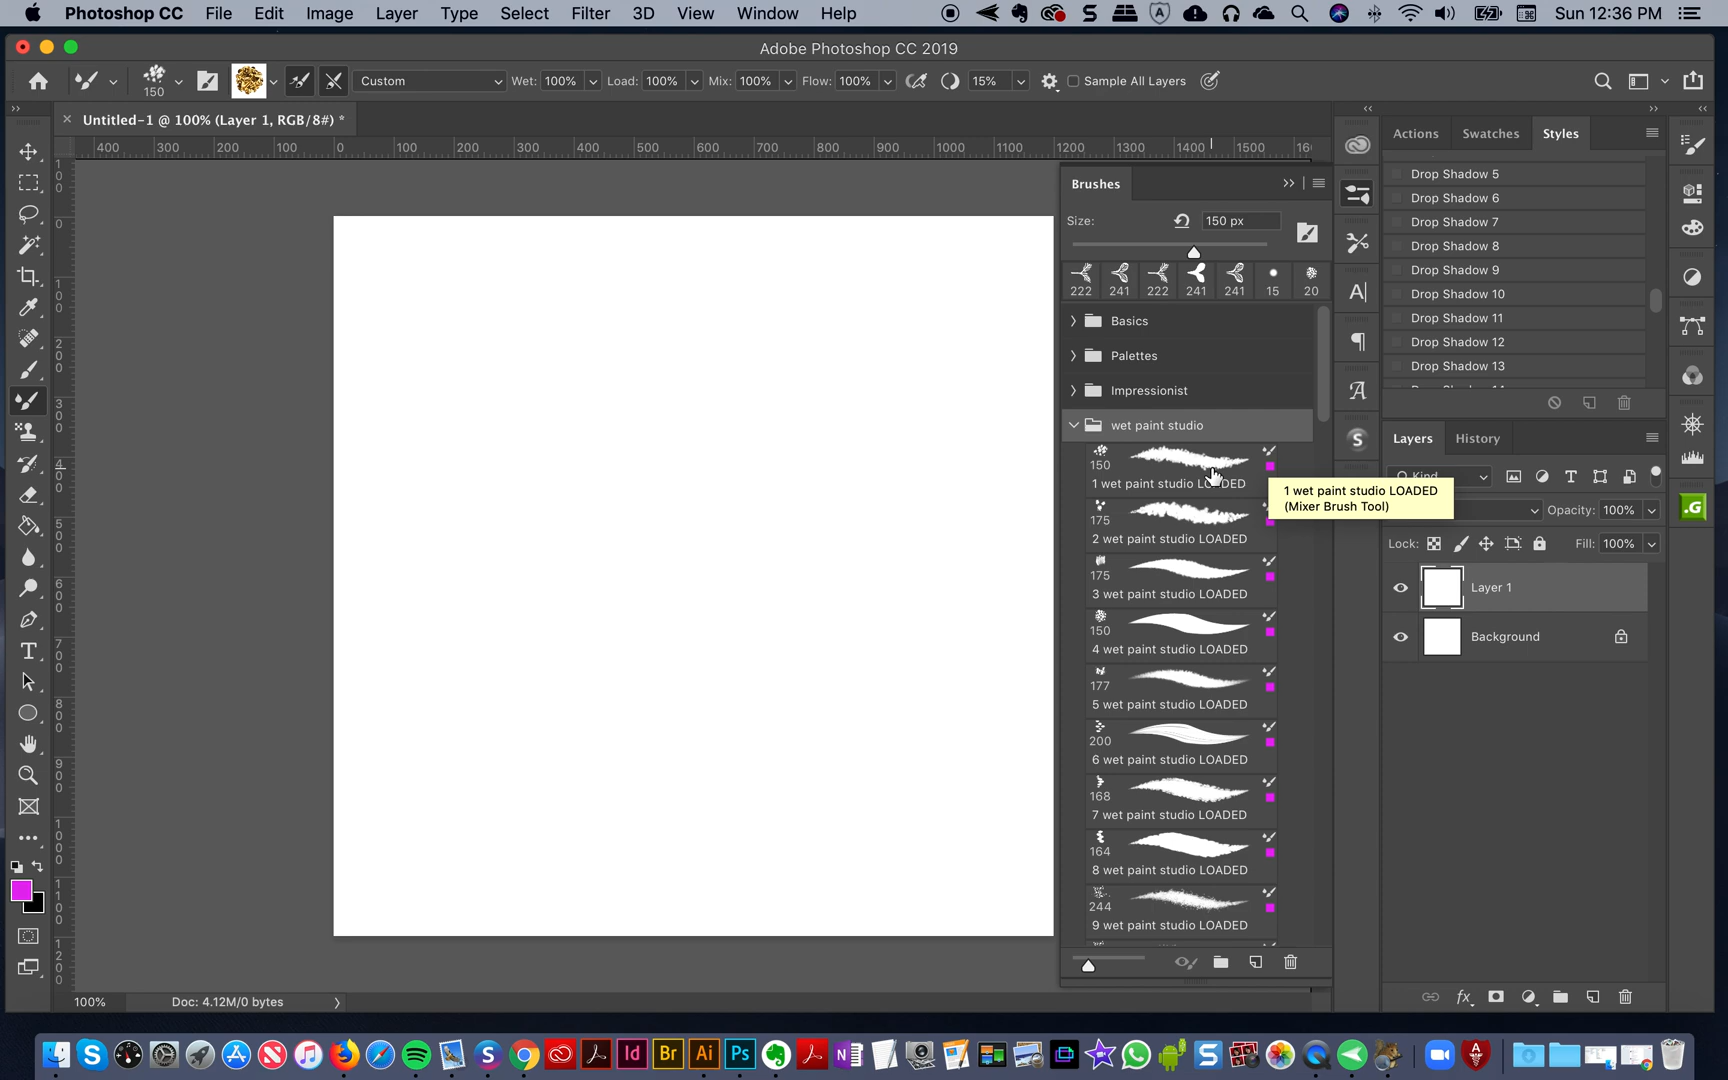 Photoshop CC File Edit Image Layer Type Select Filter 3D View Window Help Sun 12:36 PM
Adobe Photoshop CC 2019
150 Custom Wet: 100% Load: 100% Mix: 100% Flow: 100% 15% Sample All Layers
Untitled-1 @ 100% (Layer 1, RGB/8#) *
400 300 200 100 0 100 200 300 400 500 600 700 800 900 1000 1100 1200 1300 1400 1500
Brushes
Size: 150 px
222 241 222 241 241 15 20
Basics
Palettes
Impressionist
wet paint studio
150
1 wet paint studio LOADED
175
2 wet paint studio LOADED
175
3 wet paint studio LOADED
150
4 wet paint studio LOADED
177
5 wet paint studio LOADED
200
6 wet paint studio LOADED
168
7 wet paint studio LOADED
164
8 wet paint studio LOADED
244
9 wet paint studio LOADED
1 wet paint studio LOADED
(Mixer Brush Tool)
Actions Swatches Styles
Drop Shadow 5
Drop Shadow 6
Drop Shadow 7
Drop Shadow 8
Drop Shadow 9
Drop Shadow 10
Drop Shadow 11
Drop Shadow 12
Drop Shadow 13
Layers History
Kind
Opacity: 100%
Lock: Fill: 100%
Layer 1
Background
100% Doc: 4.12M/0 bytes
Id Br Ai Ps